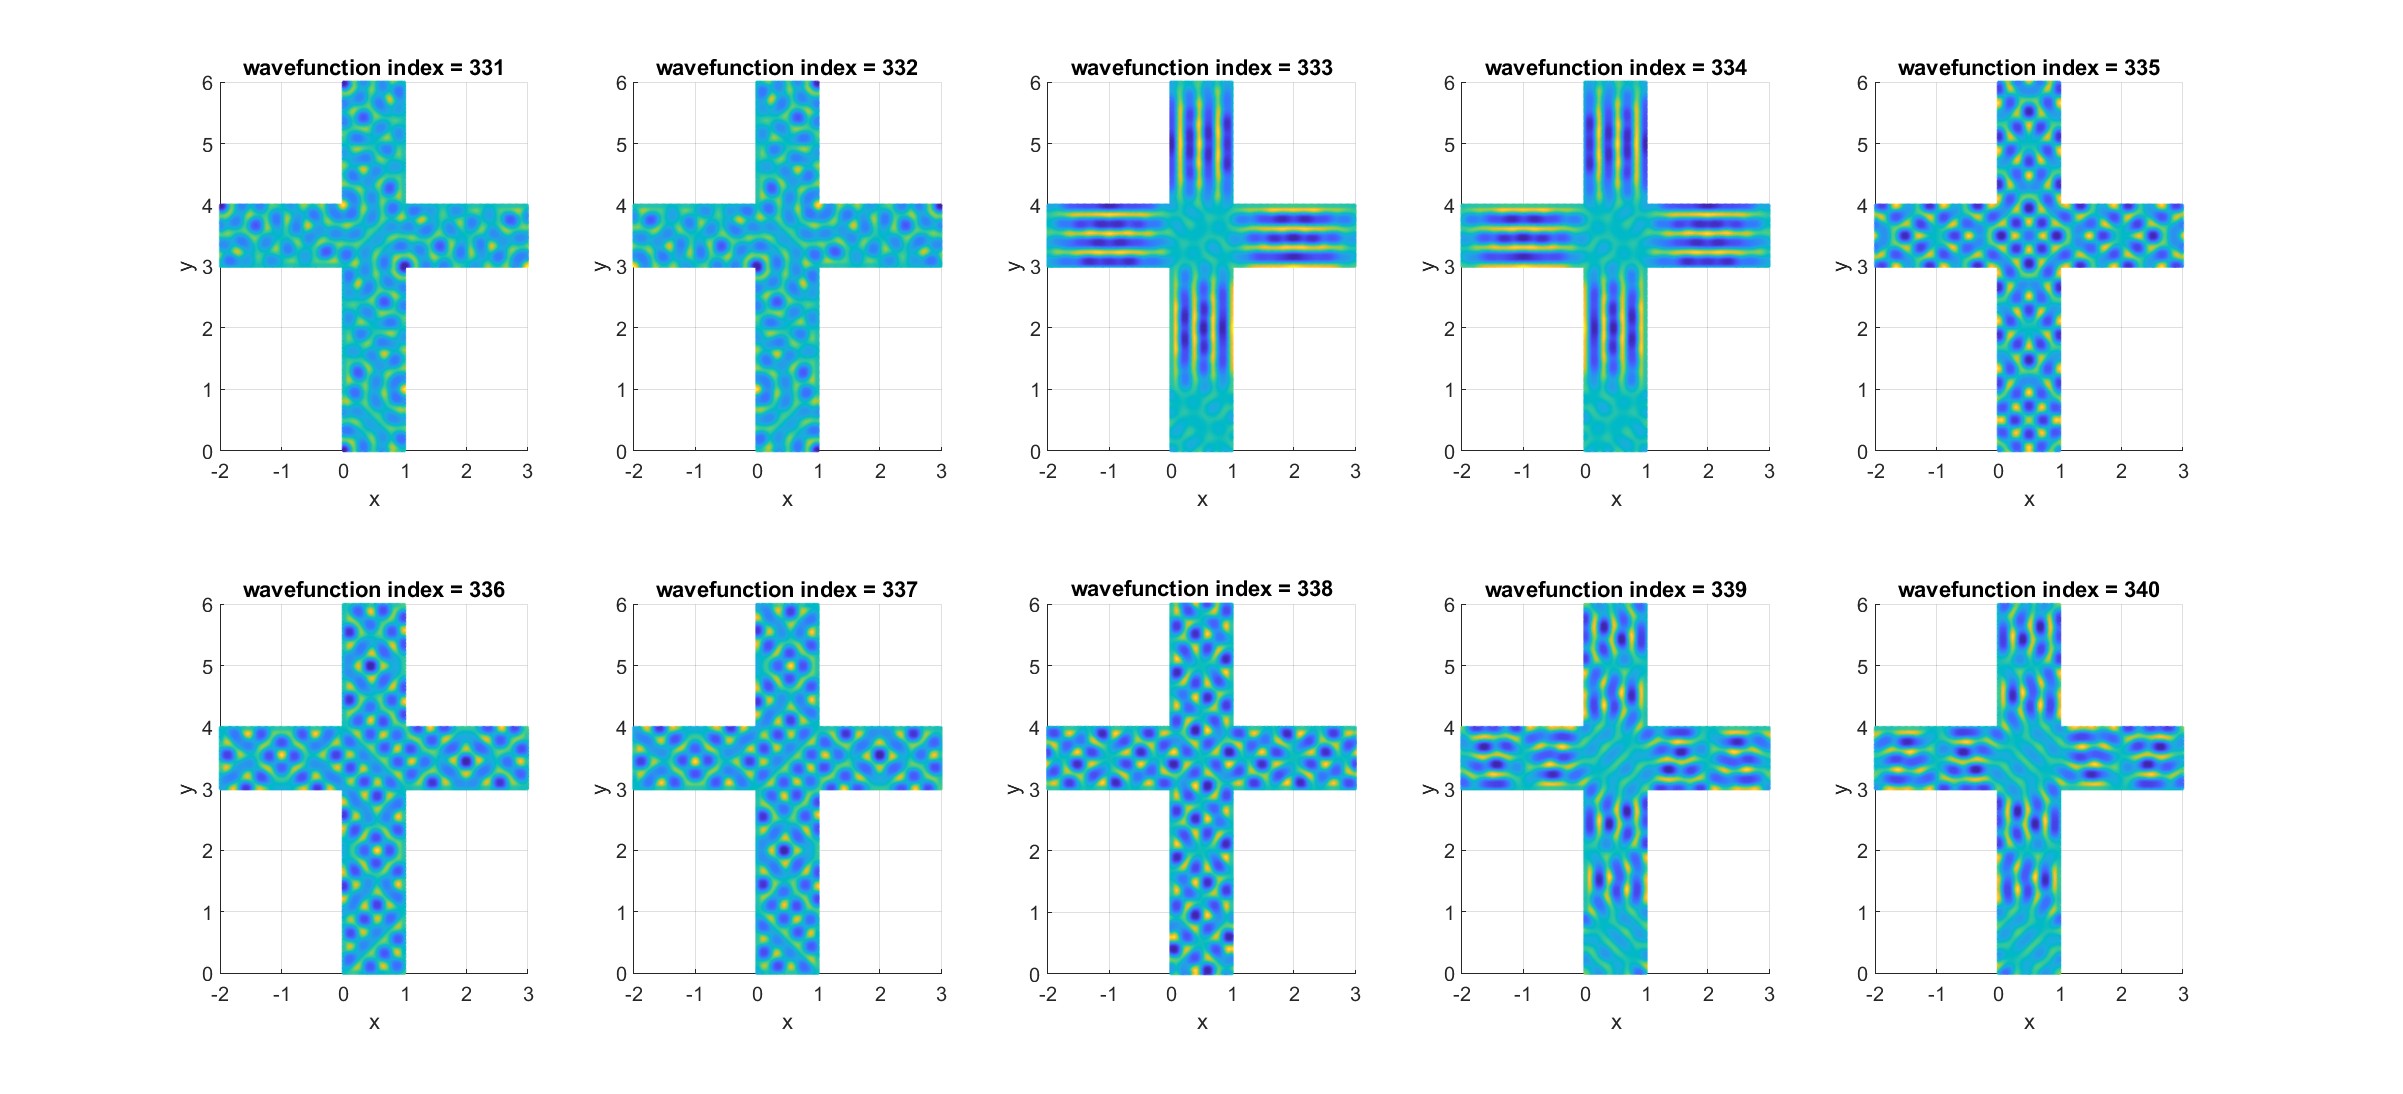 wavefunction index = 331 wavefunction index = 332 wavefunction index = 333 wavefunction index = 334 wavefunction index = 335
6 6 6 6 6
5 5 5 5 5
4 4 4 4 4
y 3 y 3 y 3 y 3 y 3
2 2 2 2 2
1 1 1 1 1
0 0 0 0 0
-2 -1 0 1 2 3 -2 -1 0 1 2 3 -2 -1 0 1 2 3 -2 -1 0 1 2 3 -2 -1 0 1 2 3
x x x x x
wavefunction index = 336 wavefunction index = 337 wavefunction index = 338 wavefunction index = 339 wavefunction index = 340
6 6 6 6 6
5 5 5 5 5
4 4 4 4 4
y 3 y 3 y 3 y 3 y 3
2 2 2 2 2
1 1 1 1 1
0 0 0 0 0
-2 -1 0 1 2 3 -2 -1 0 1 2 3 -2 -1 0 1 2 3 -2 -1 0 1 2 3 -2 -1 0 1 2 3
x x x x x